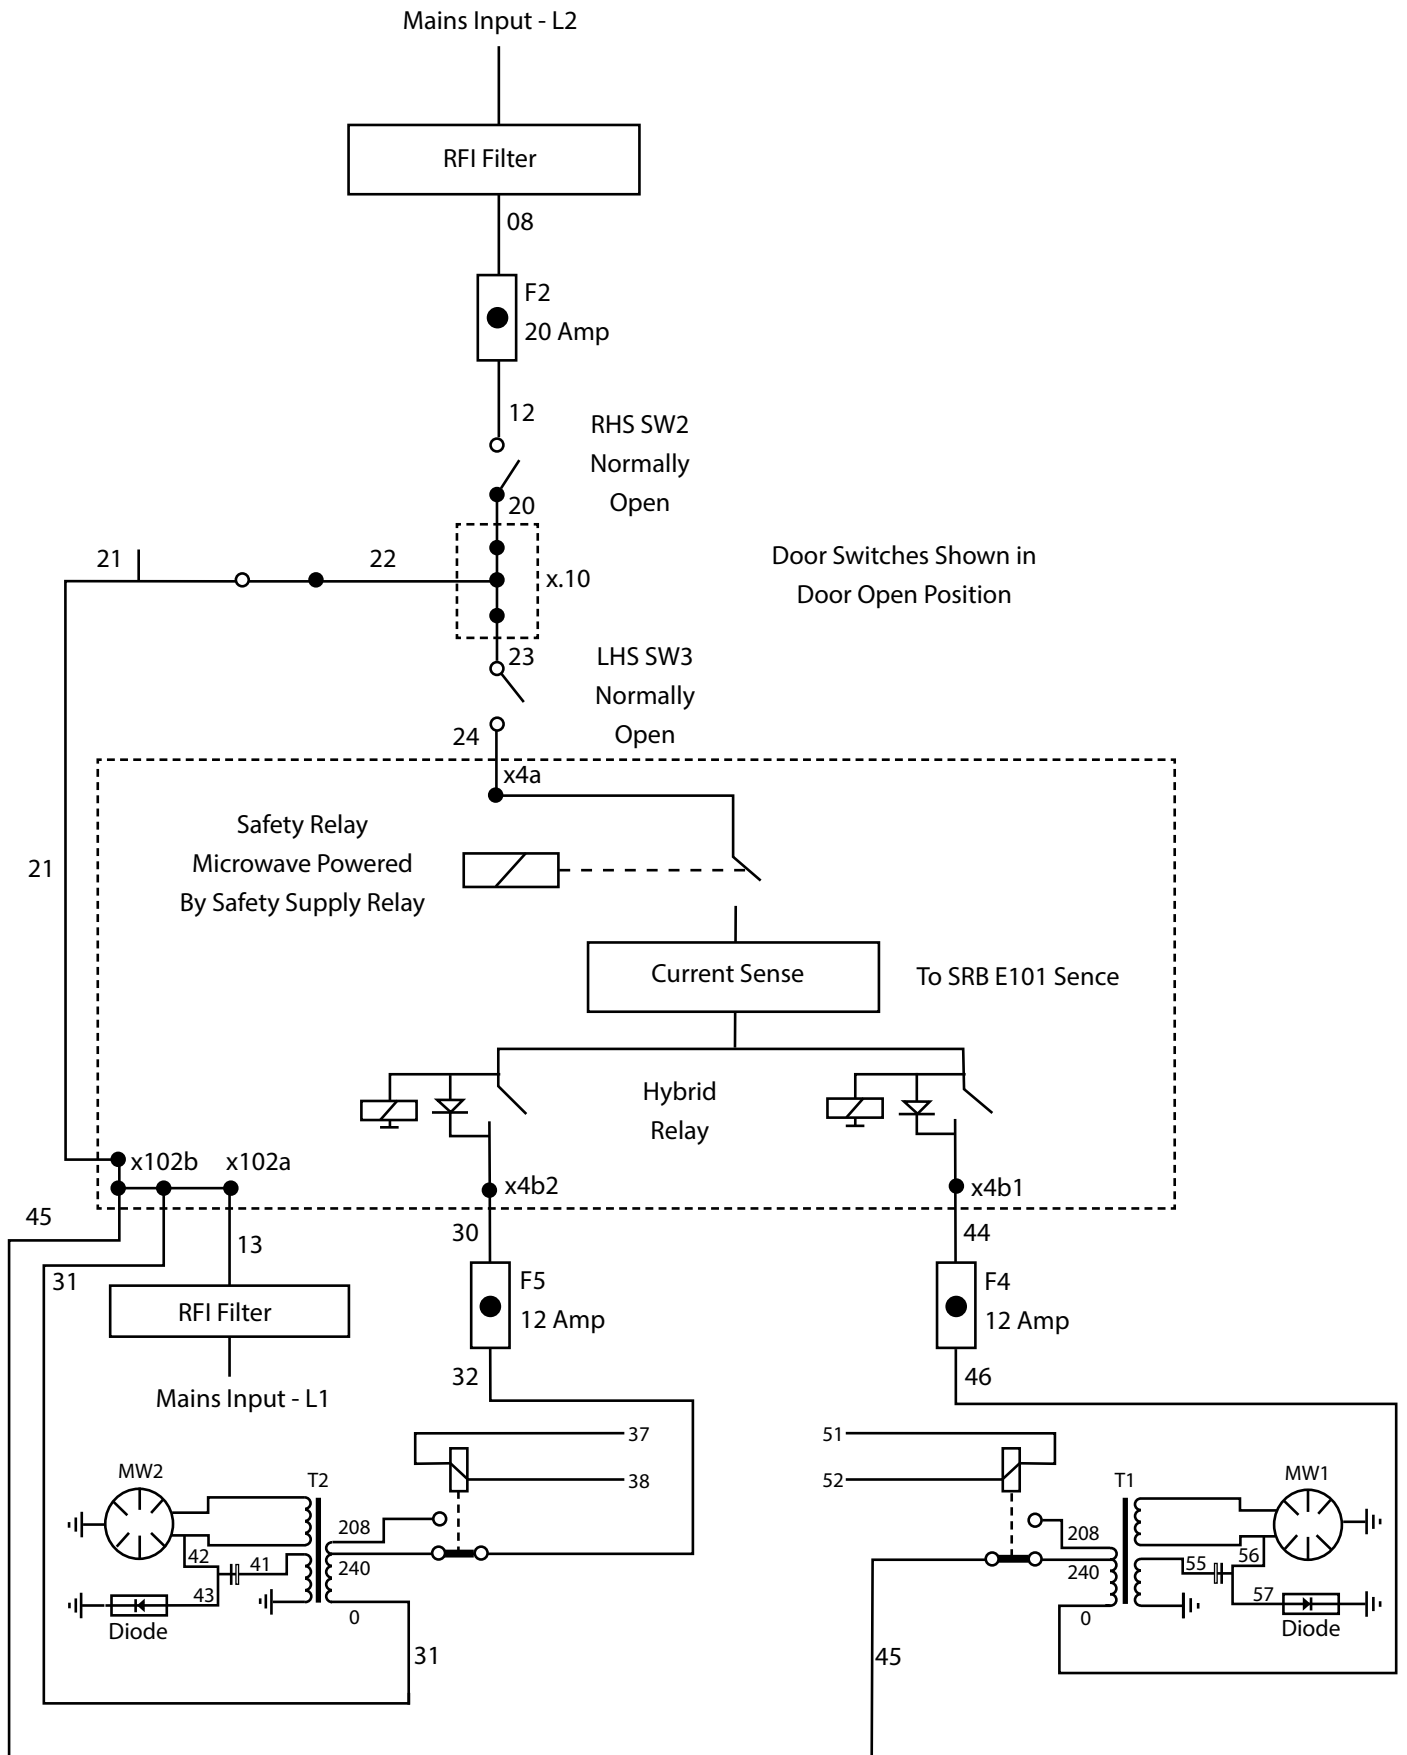 Mains Input - L2
RFI Filter
08
F2
20 Amp
12
RHS SW2
Normally
Open
20
21
22
x.10
Door Switches Shown in
Door Open Position
23
LHS SW3
Normally
Open
24
x4a
Safety Relay
Microwave Powered
By Safety Supply Relay
21
Current Sense
To SRB E101 Sence
Hybrid
Relay
x102b
x102a
x4b2
x4b1
45
13
30
44
31
RFI Filter
F5
12 Amp
F4
12 Amp
Mains Input - L1
32
46
37
38
51
52
MW2
T2
208
240
0
42
41
43
Diode
31
T1
MW1
208
240
0
55
56
57
Diode
45